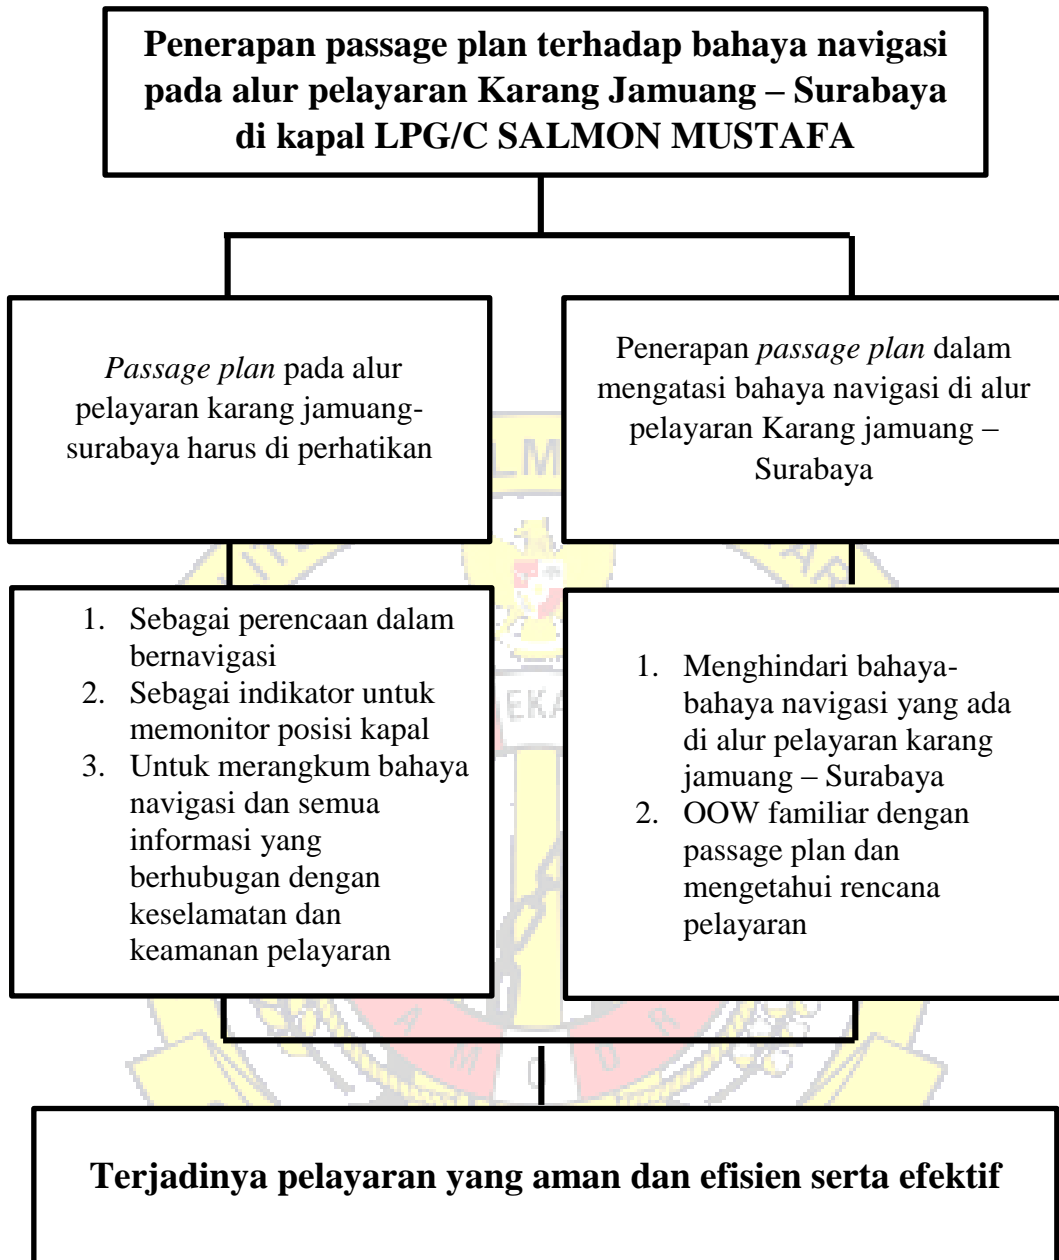 Penerapan passage plan terhadap bahaya navigasi
pada alur pelayaran Karang Jamuang – Surabaya
di kapal LPG/C SALMON MUSTAFA
Passage plan pada alur
pelayaran karang jamuang-
surabaya harus di perhatikan
Penerapan passage plan dalam
mengatasi bahaya navigasi di alur
pelayaran Karang jamuang –
Surabaya
1. Sebagai perencaan dalam
bernavigasi
2. Sebagai indikator untuk
memonitor posisi kapal
3. Untuk merangkum bahaya
navigasi dan semua
informasi yang
berhubugan dengan
keselamatan dan
keamanan pelayaran
1. Menghindari bahaya-
bahaya navigasi yang ada
di alur pelayaran karang
jamuang – Surabaya
2. OOW familiar dengan
passage plan dan
mengetahui rencana
pelayaran
Terjadinya pelayaran yang aman dan efisien serta efektif